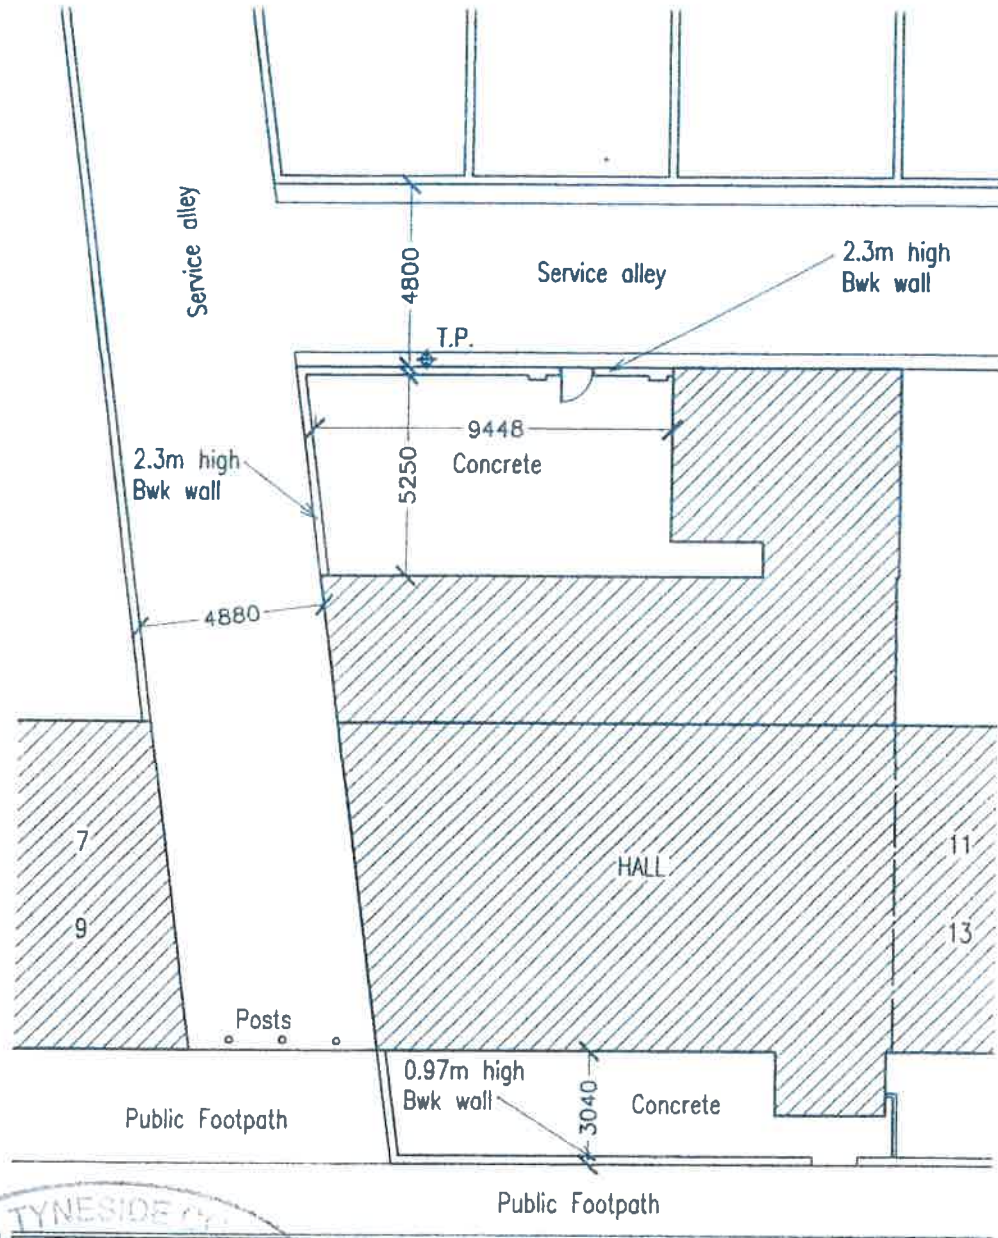 Service alley
4800
Service alley
2.3m high
Bwk wall
T.P.
9448
Concrete
5250
2.3m high
Bwk wall
4880
7
HALL
11
9
13
Posts
0.97m high
Bwk wall
3040
Concrete
Public Footpath
Public Footpath
TYNESIDE